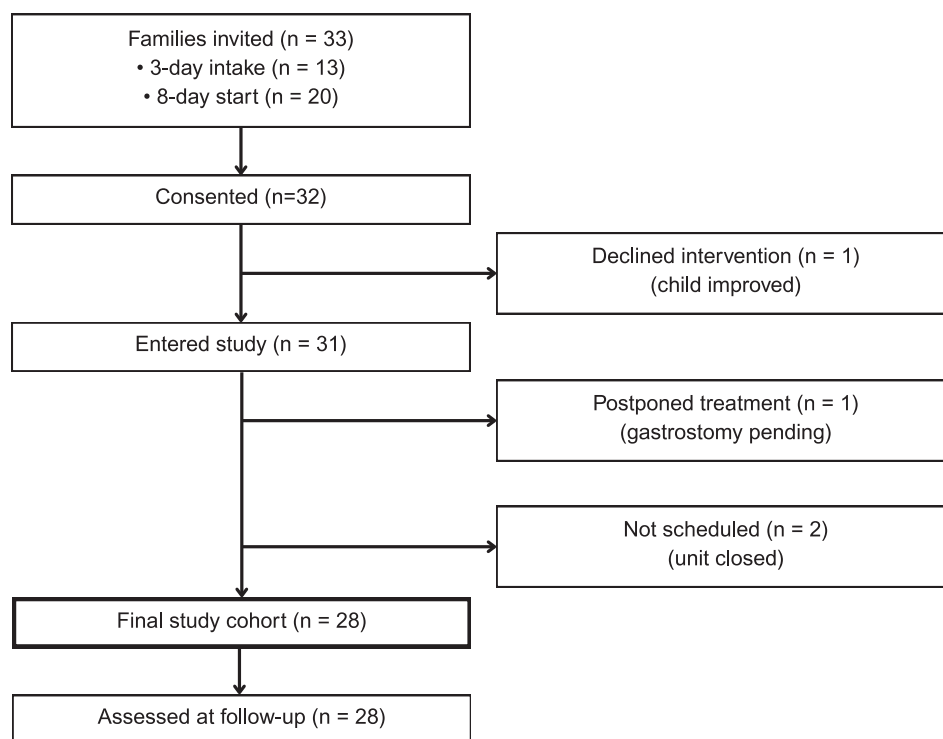 Families invited (n = 33)
• 3-day intake (n = 13)
• 8-day start (n = 20)
Consented (n=32)
Declined intervention (n = 1)
(child improved)
Entered study (n = 31)
Postponed treatment (n = 1)
(gastrostomy pending)
Not scheduled (n = 2)
(unit closed)
Final study cohort (n = 28)
Assessed at follow-up (n = 28)